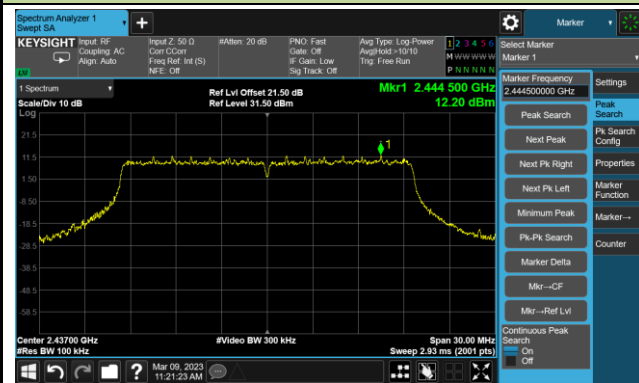 Spectrum Analyzer 1
Swept SA
+
Marker
KEYSIGHT
Input: RF
Coupling: AC
Align: Auto
Input Z: 50 Ω
Corr CCorr
Freq Ref: Int (S)
NFE: Off
#Atten: 20 dB
PNO: Fast
Gate: Off
IF Gain: Low
Sig Track: Off
Avg Type: Log-Power
Avg|Hold:>10/10
Trig: Free Run
1 2 3 4 5 6
M W W W W W
P N N N N N
LW
1 Spectrum
Scale/Div 10 dB
Log
Ref Lvl Offset 21.50 dB
Ref Level 31.50 dBm
Mkr1 2.444 500 GHz
12.20 dBm
21.5
11.5
1.50
-8.50
-18.5
-28.5
-38.5
-48.5
-58.5
1
Center 2.43700 GHz
#Res BW 100 kHz
#Video BW 300 kHz
Span 30.00 MHz
Sweep 2.93 ms (2001 pts)
Select Marker
Marker 1
Marker Frequency
2.444500000 GHz
Peak Search
Next Peak
Next Pk Right
Next Pk Left
Minimum Peak
Pk-Pk Search
Marker Delta
Mkr→CF
Mkr→Ref Lvl
Continuous Peak
Search
On
Off
Settings
Peak
Search
Pk Search
Config
Properties
Marker
Function
Marker→
Counter
?
Mar 09, 2023
11:21:23 AM